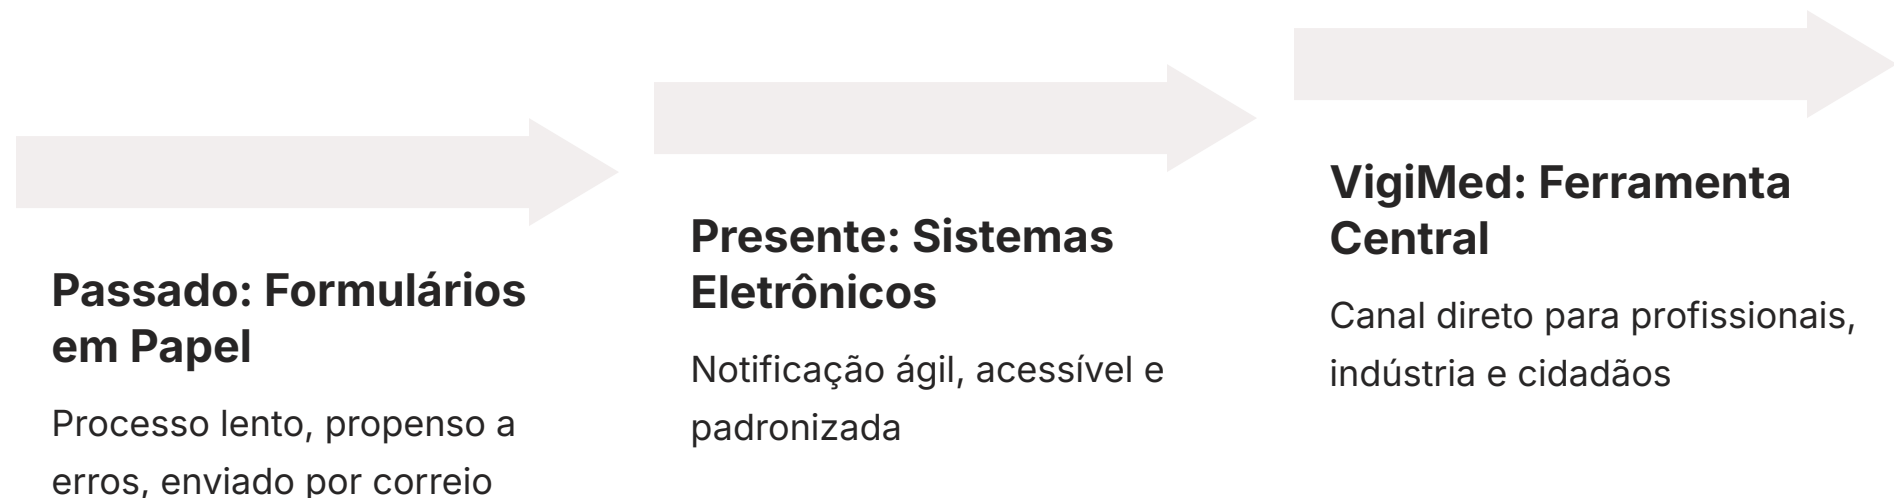 Passado: Formulários
em Papel
Processo lento, propenso a
erros, enviado por correio
Presente: Sistemas
Eletrônicos
Notificação ágil, acessível e
padronizada
VigiMed: Ferramenta
Central
Canal direto para profissionais,
indústria e cidadãos